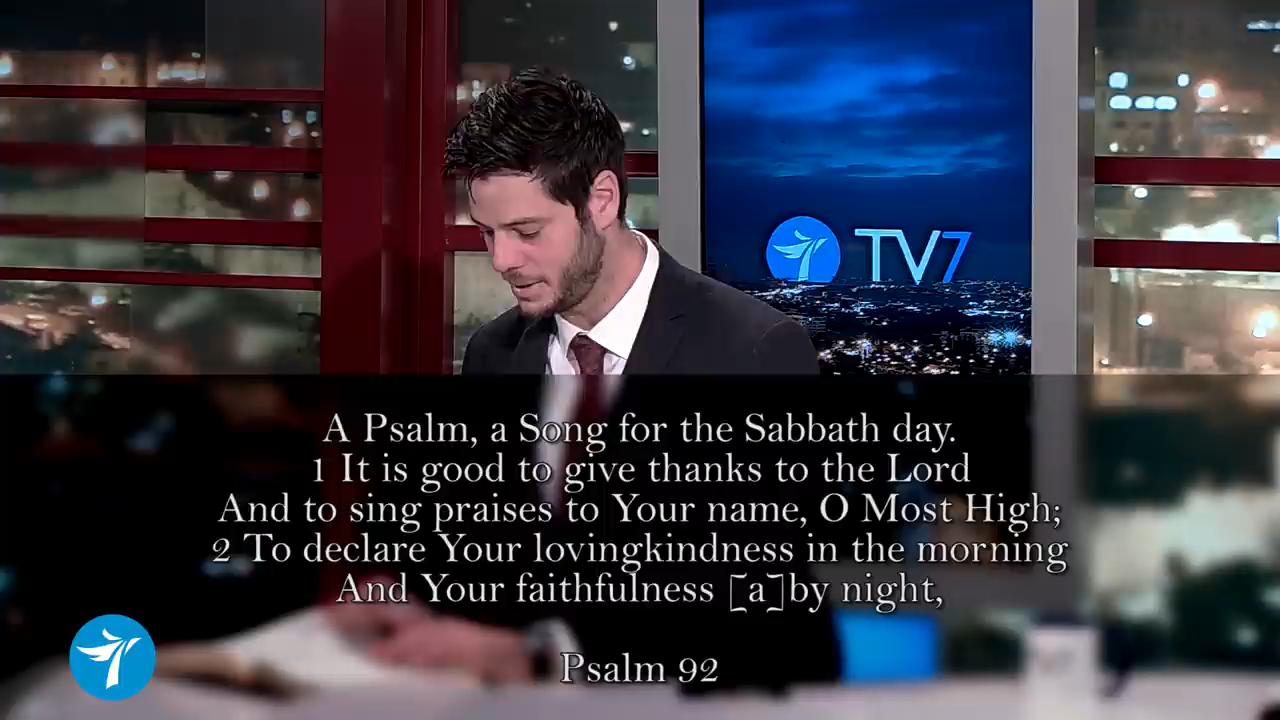 TV7
A Psalm, a Song for the Sabbath day.
1 It is good to give thanks to the Lord
And to sing praises to Your name, O Most High;
2 To declare Your lovingkindness in the morning
And Your faithfulness [a]by night,
Psalm 92